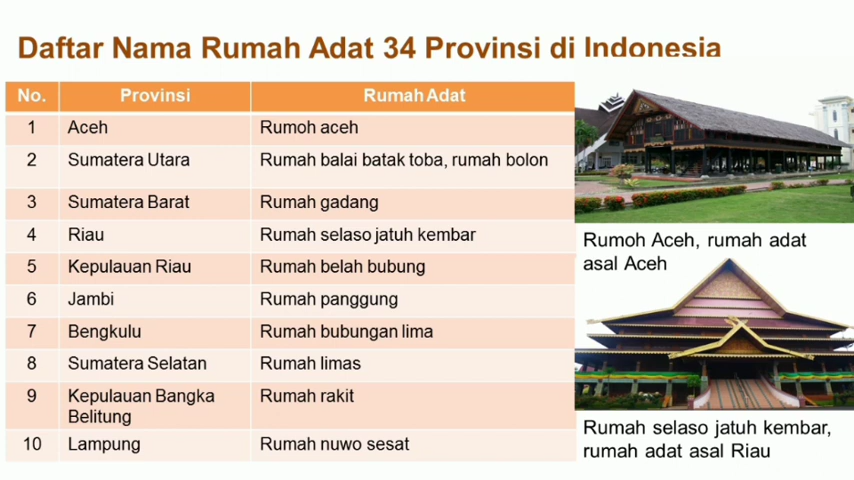 Daftar Nama Rumah Adat 34 Provinsi di Indonesia
No. Provinsi Rumah Adat
1 Aceh Rumoh aceh
2 Sumatera Utara Rumah balai batak toba, rumah bolon
3 Sumatera Barat Rumah gadang
4 Riau Rumah selaso jatuh kembar
5 Kepulauan Riau Rumah belah bubung
6 Jambi Rumah panggung
7 Bengkulu Rumah bubungan lima
8 Sumatera Selatan Rumah limas
9 Kepulauan Bangka Rumah rakit
Belitung
10 Lampung Rumah nuwo sesat
Rumoh Aceh, rumah adat
asal Aceh
Rumah selaso jatuh kembar,
rumah adat asal Riau